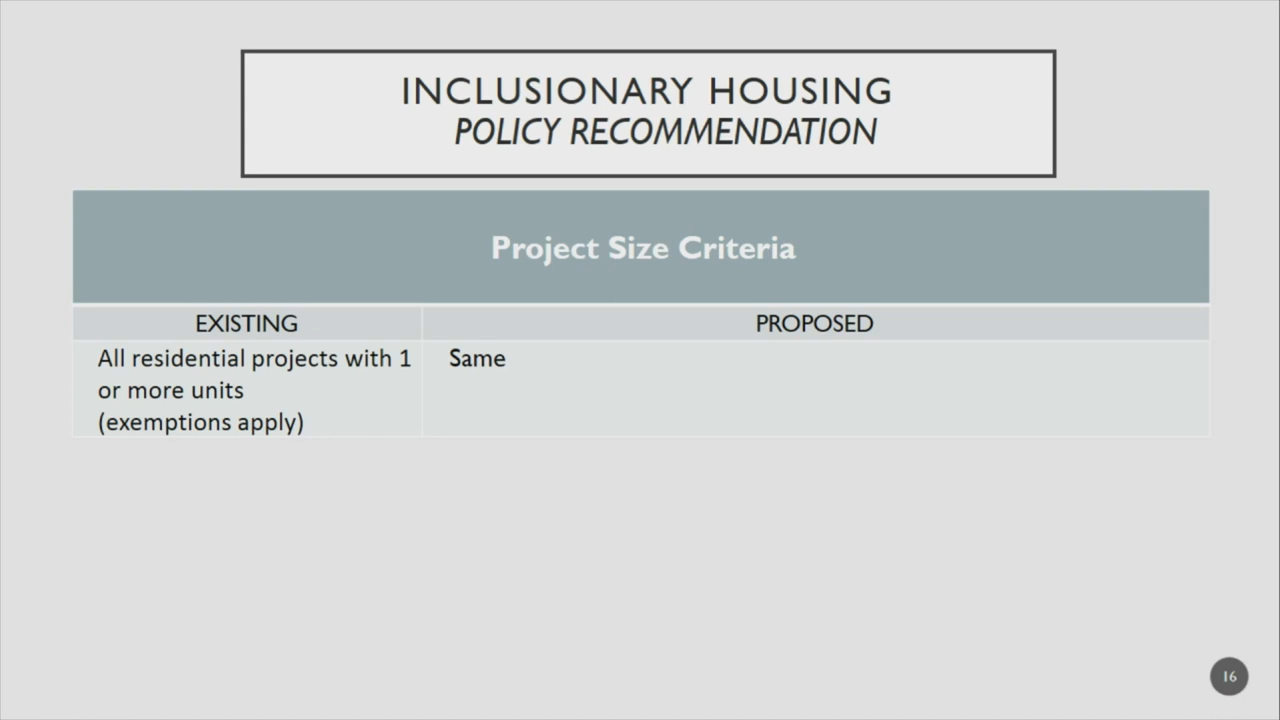 INCLUSIONARY HOUSING
POLICY RECOMMENDATION
Project Size Criteria
EXISTING
PROPOSED
All residential projects with 1
or more units
(exemptions apply)
Same
16